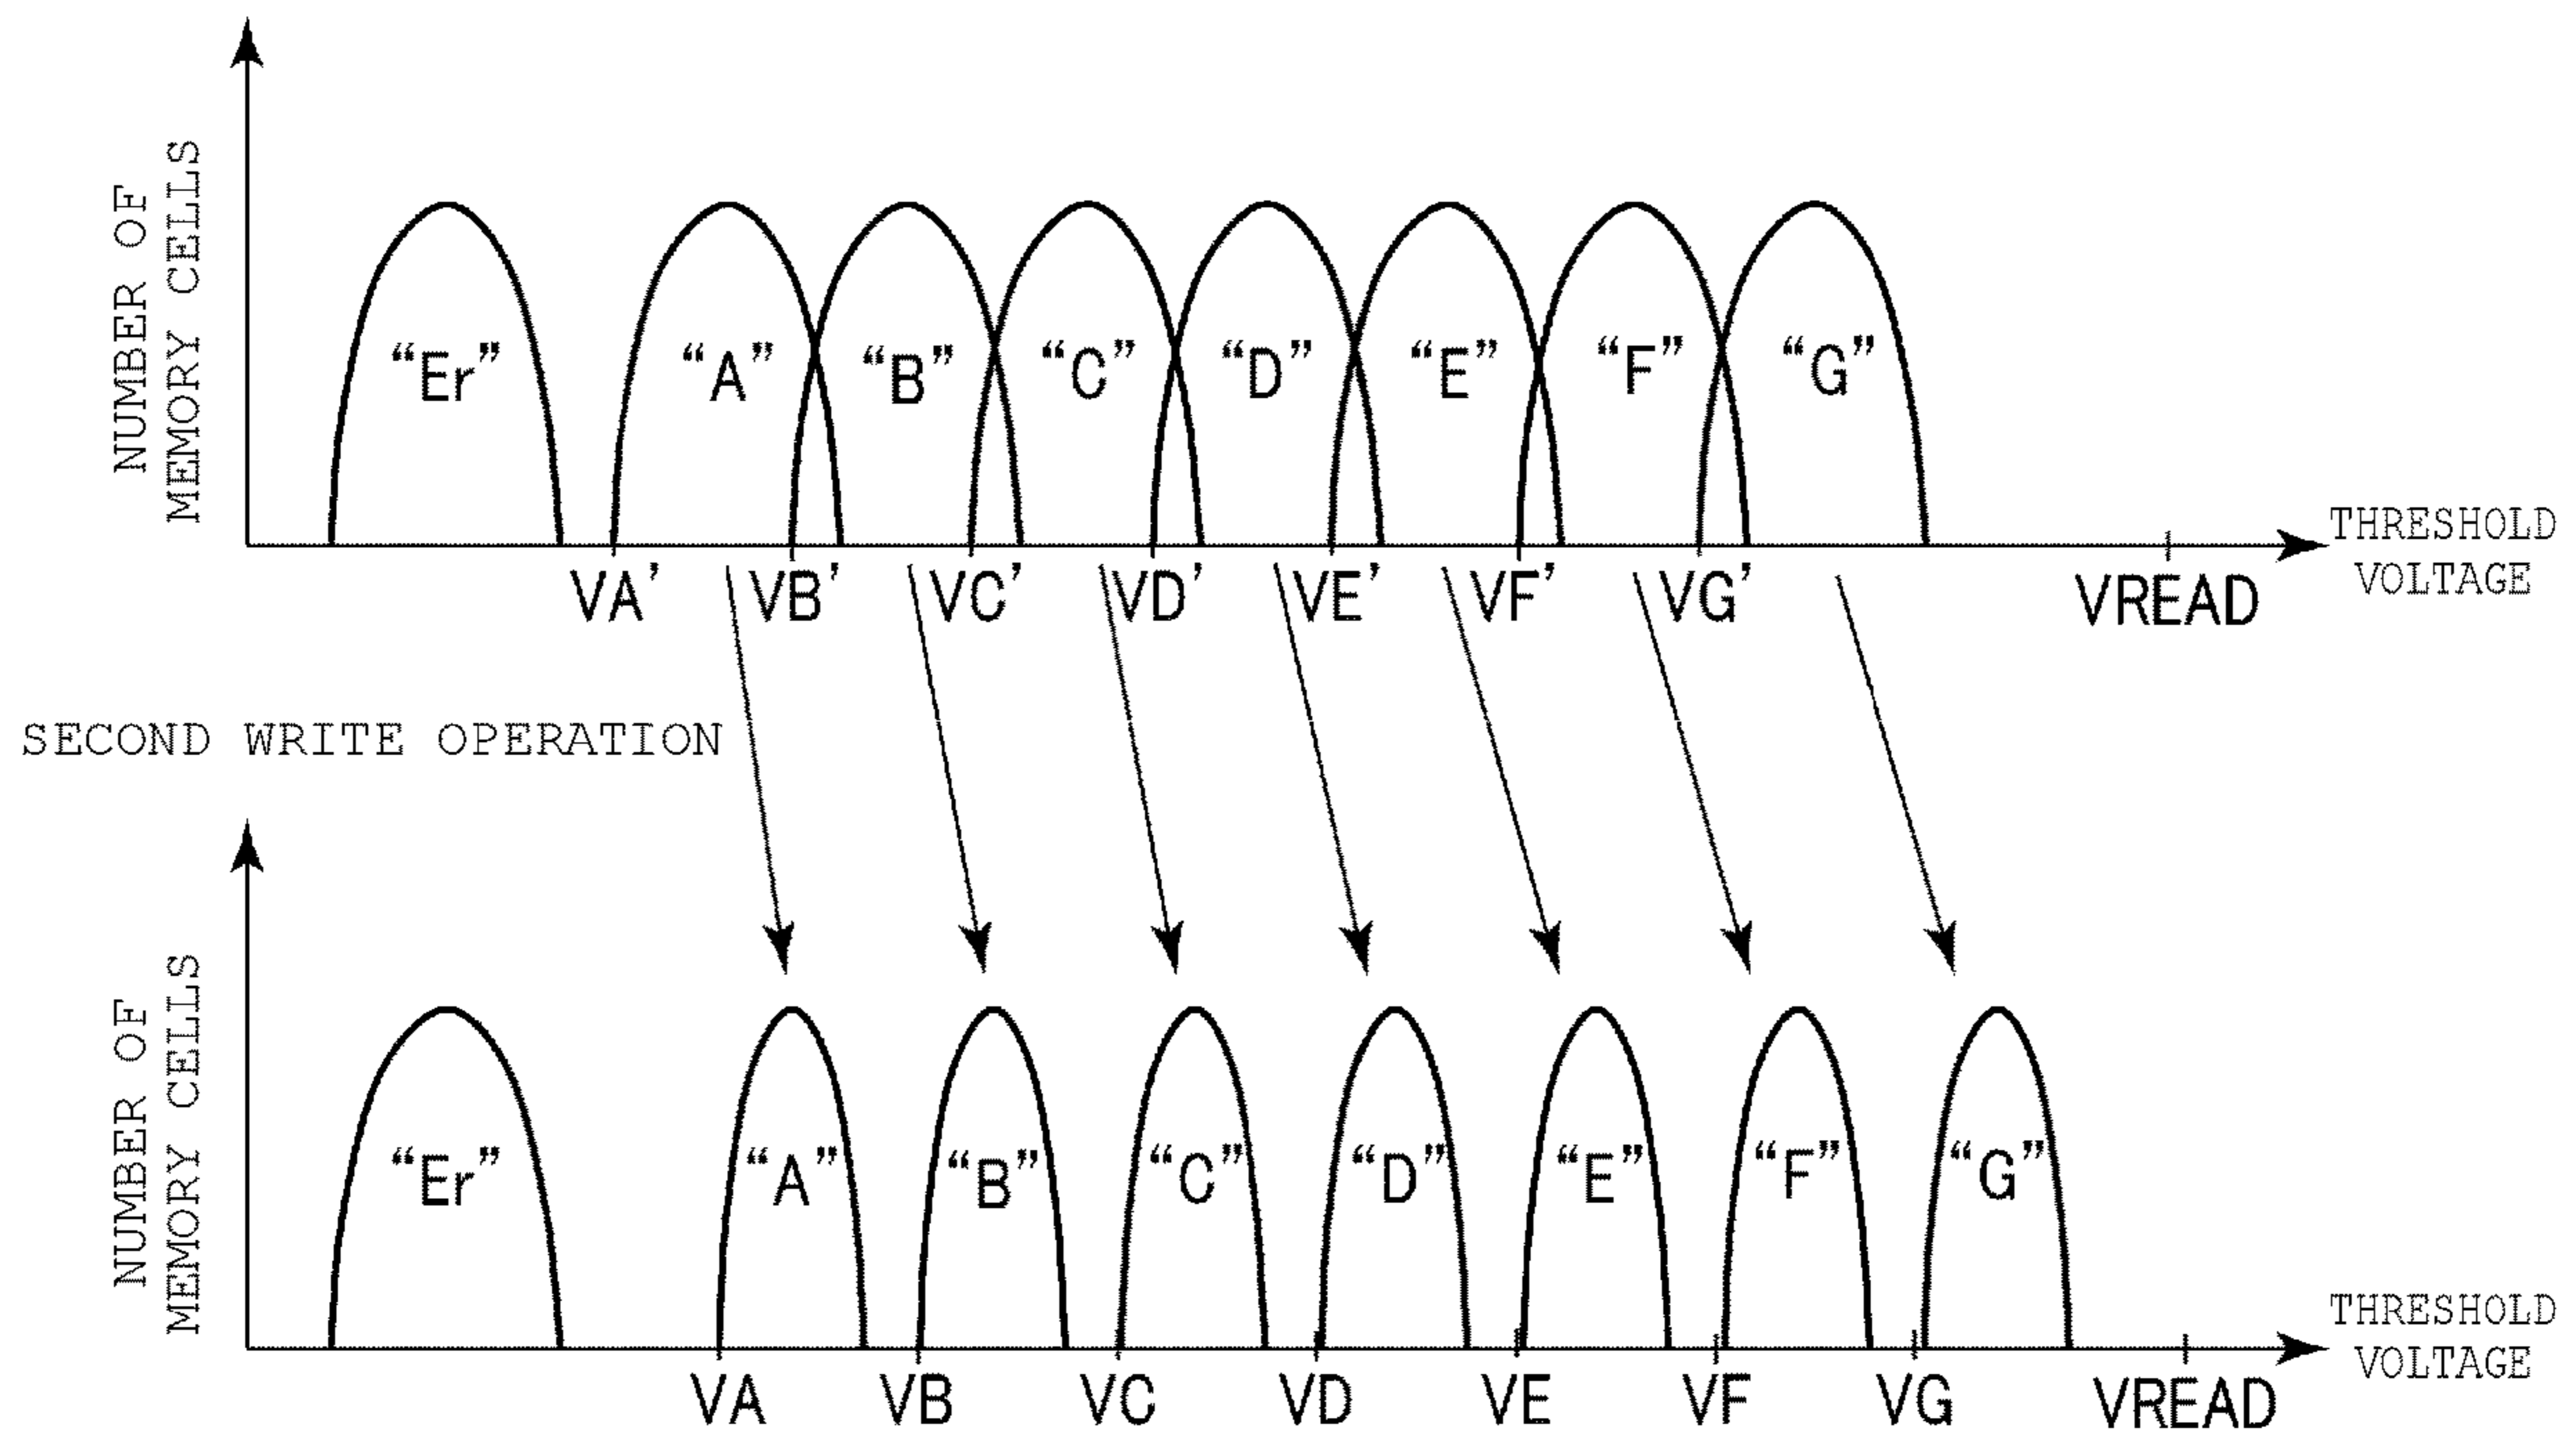 NUMBER OF
MEMORY CELLS
“Er” “A” “B” “C” “D” “E” “F” “G”
THRESHOLD
VOLTAGE
VA’ VB’ VC’ VD’ VE’ VF’ VG’ VREAD
SECOND WRITE OPERATION
NUMBER OF
MEMORY CELLS
“Er” “A” “B” “C” “D” “E” “F” “G”
THRESHOLD
VOLTAGE
VA VB VC VD VE VF VG VREAD